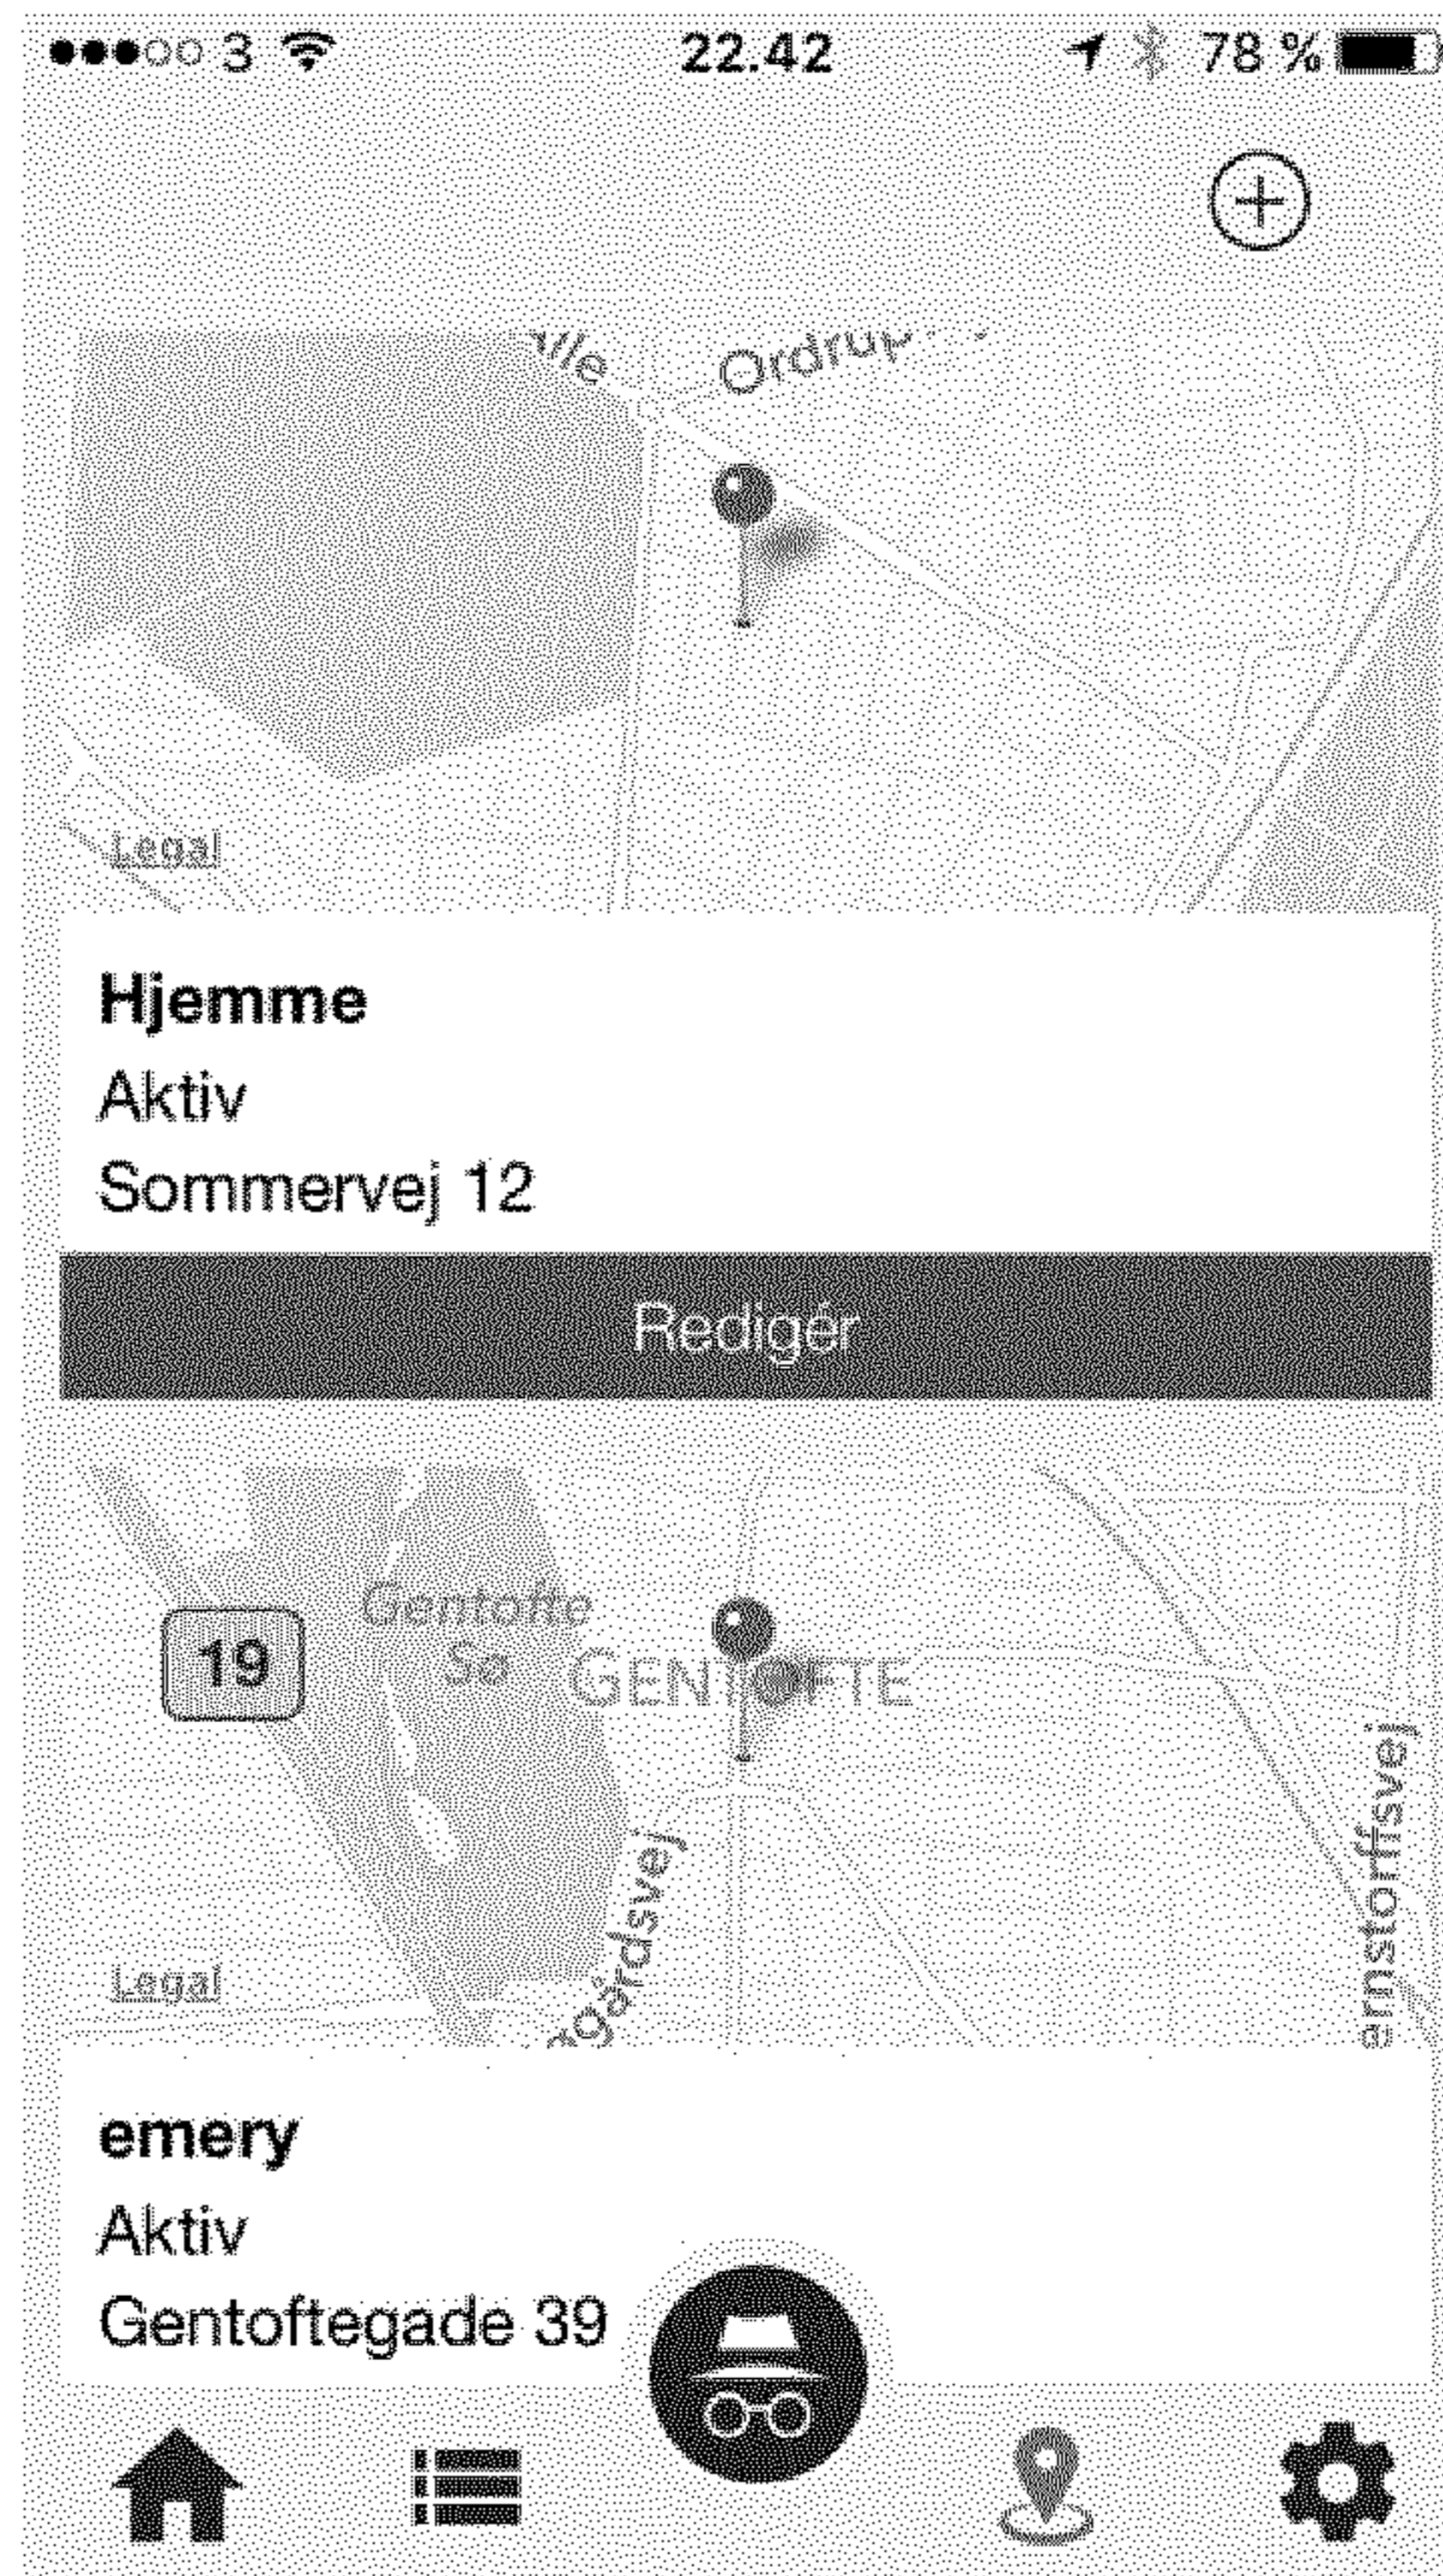 3 22.42 78 %
Ordrup
Legal
Hjemme
Aktiv
Sommervej 12
Redigér
Gentofte
Sø
19
GENTOFTE
Legal
emery
Aktiv
Gentoftegade 39